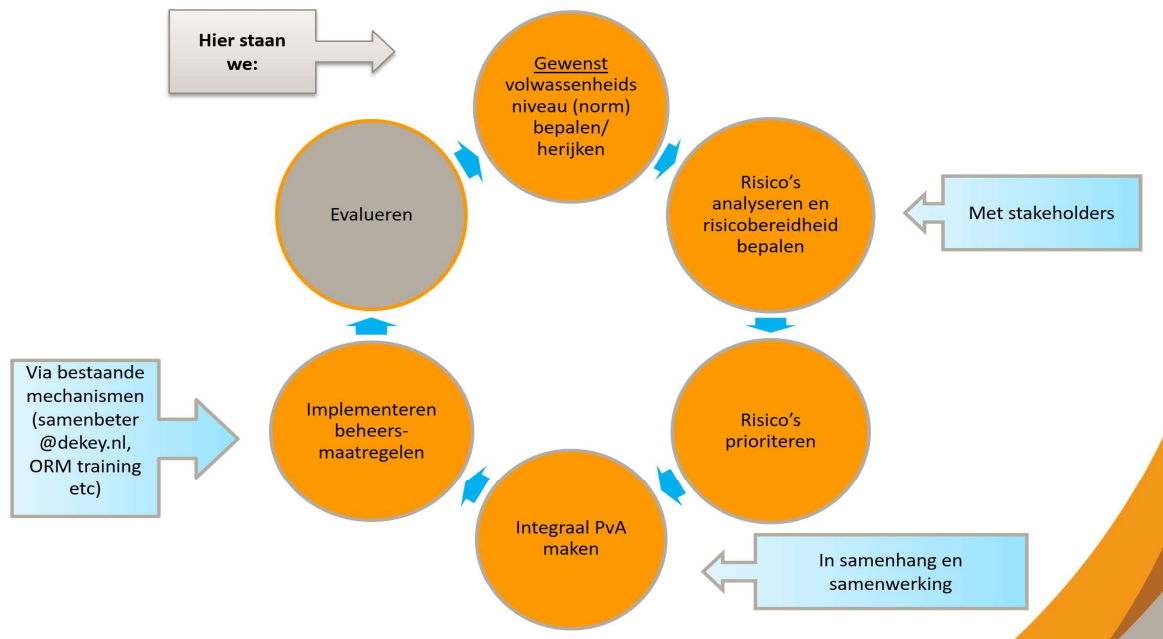 Hier staan
we:
Gewenst
volwassenheids
niveau (norm)
bepalen/
herijken
Risico's
analyseren en
risicobereidheid
bepalen
Met stakeholders
Risico's
prioriteren
Integraal PvA
maken
In samenhang en
samenwerking
Implementeren
beheers-
maatregelen
Via bestaande
mechanismen
(samenbeter
@dekey.nl,
ORM training
etc)
Evalueren